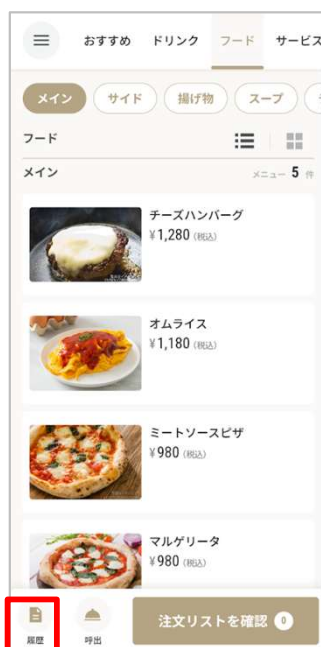 おすすめ ドリンク フード サービス
メイン サイド 揚げ物 スープ
フード
メイン メニュー 5 件
チーズハンバーグ
¥1,280 (税込)
オムライス
¥1,180 (税込)
ミートソースピザ
¥980 (税込)
マルゲリータ
¥980 (税込)
履歴 呼出 注文リストを確認 0